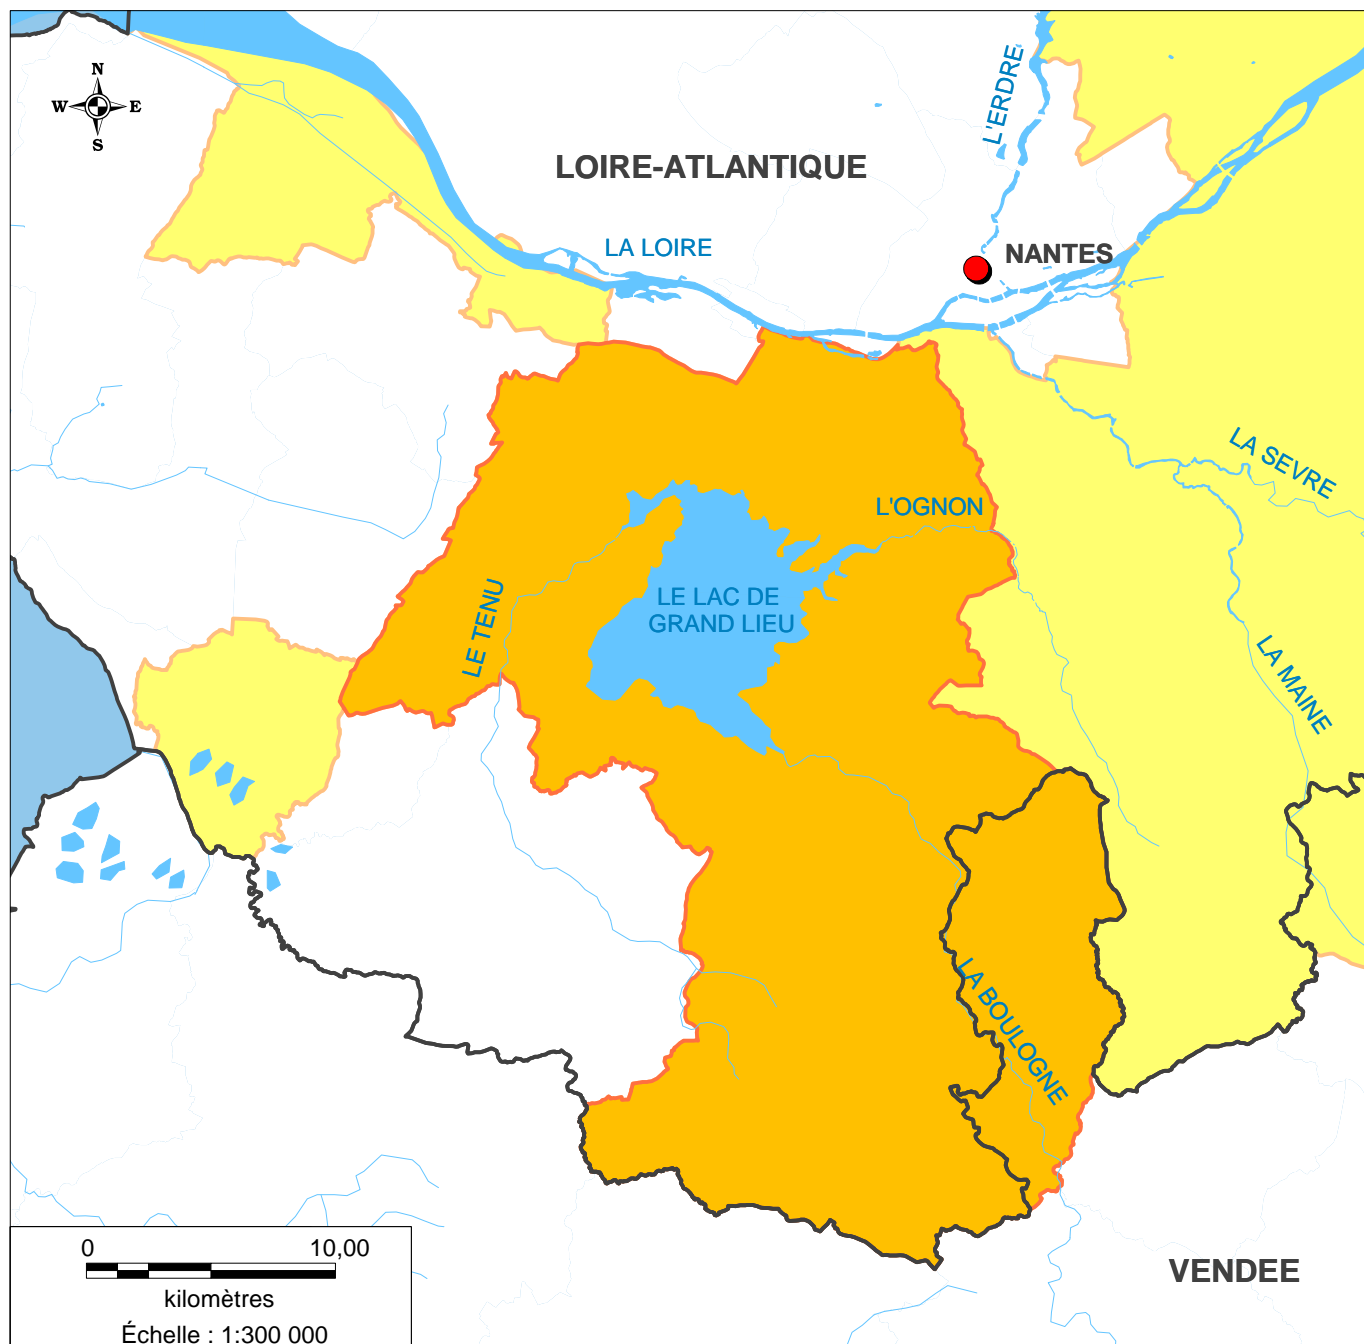 N
W E
S
L'ERDRE
LOIRE-ATLANTIQUE
LA LOIRE
NANTES
LA SEVRE
L'OGNON
LE TENU
LE LAC DE
GRAND LIEU
LA MAINE
LA BOULOGNE
VENDEE
0 10,00
kilomètres
Échelle : 1:300 000